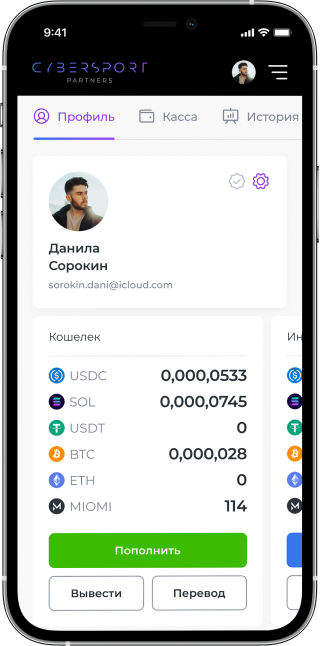 9:41
CYBERSPORT
PARTNERS
Профиль
Касса
История
Данила
Сорокин
sorokin.dani@icloud.com
Кошелек
Ин
USDC 0,000,0533
SOL 0,000,0745
USDT 0
BTC 0,000,028
ETH 0
MIOMI 114
Пополнить
Вывести
Перевод